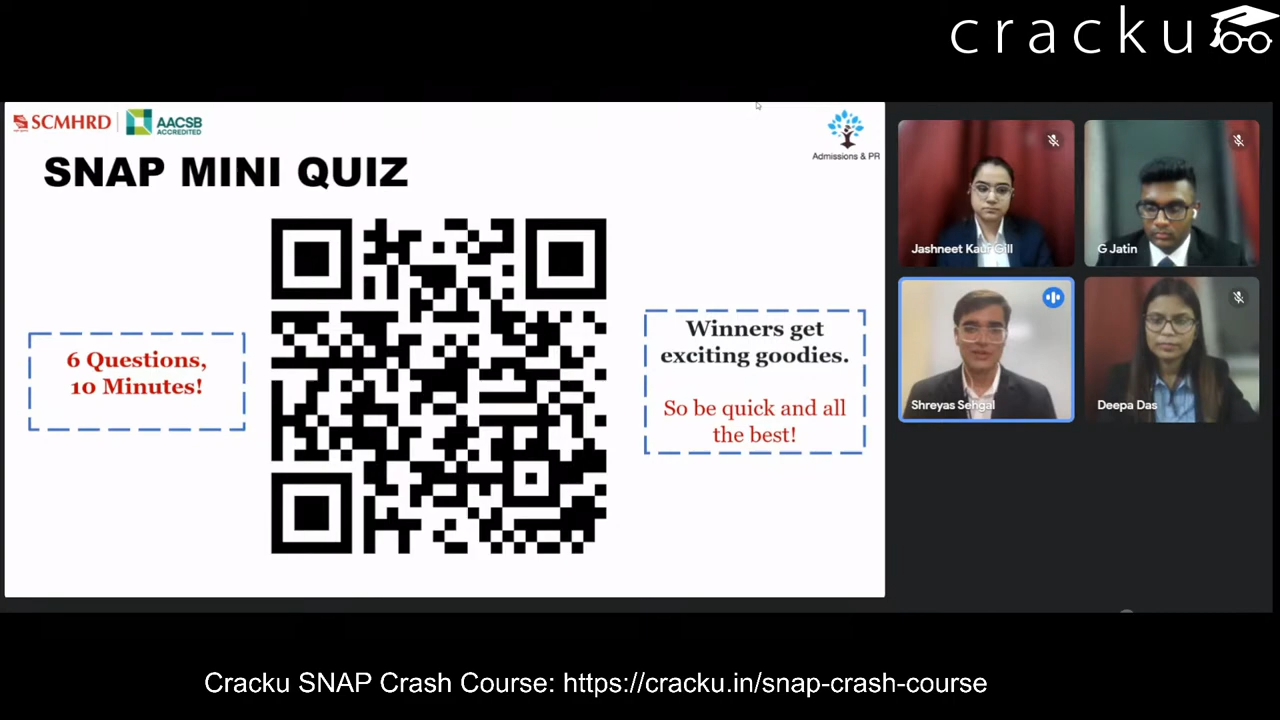 cracku
SCMHRD
AACSB
ACCREDITED
Admissions & PR
SNAP MINI QUIZ
6 Questions,
10 Minutes!
Winners get
exciting goodies.
So be quick and all
the best!
Jashneet Kaur Gill
G Jatin
Shreyas Sehgal
Deepa Das
Cracku SNAP Crash Course: https://cracku.in/snap-crash-course